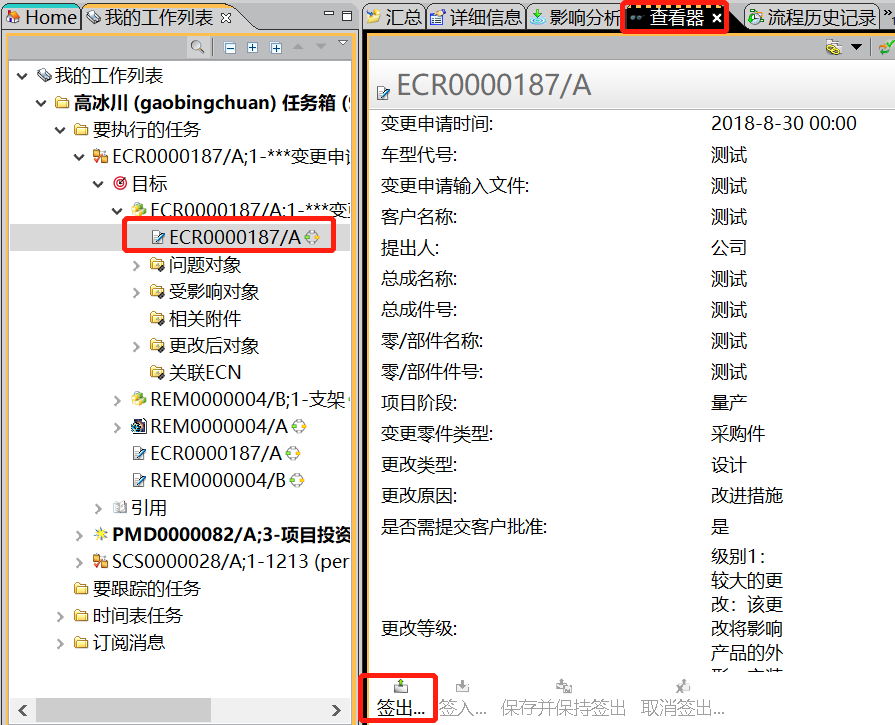 Home
我的工作列表
汇总
详细信息
影响分析
查看器
流程历史记录
我的工作列表
高冰川 (gaobingchuan) 任务箱 (
要执行的任务
ECR0000187/A;1-***变更申请
目标
ECR0000187/A;1-***变更
ECR0000187/A
问题对象
受影响对象
相关附件
更改后对象
关联ECN
REM0000004/B;1-支架
REM0000004/A
ECR0000187/A
REM0000004/B
引用
PMD0000082/A;3-项目投资
SCS0000028/A;1-1213 (per
要跟踪的任务
时间表任务
订阅消息
ECR0000187/A
变更申请时间: 2018-8-30 00:00
车型代号: 测试
变更申请输入文件: 测试
客户名称: 测试
提出人: 公司
总成名称: 测试
总成件号: 测试
零/部件名称: 测试
零/部件件号: 测试
项目阶段: 量产
变更零件类型: 采购件
更改类型: 设计
更改原因: 改进措施
是否需提交客户批准: 是
级别1:
较大的更
改：该更
更改等级: 改将影响
产品的外
签出...
签入...
保存并保持签出
取消签出...